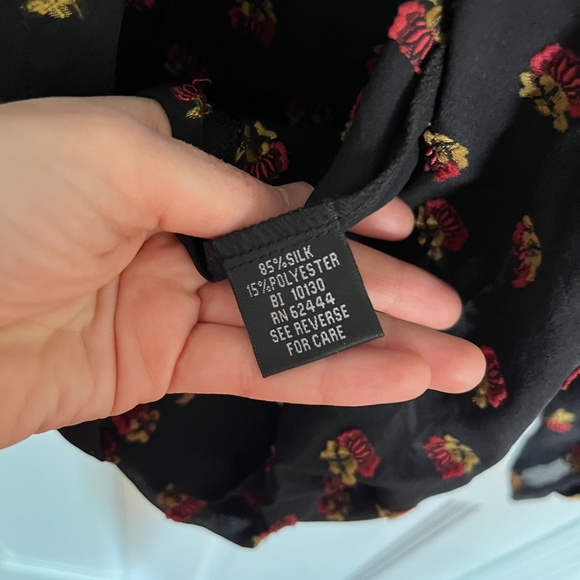 85%SILK
15%POLYESTER
BI 10130
RN 62444
SEE REVERSE
FOR CARE